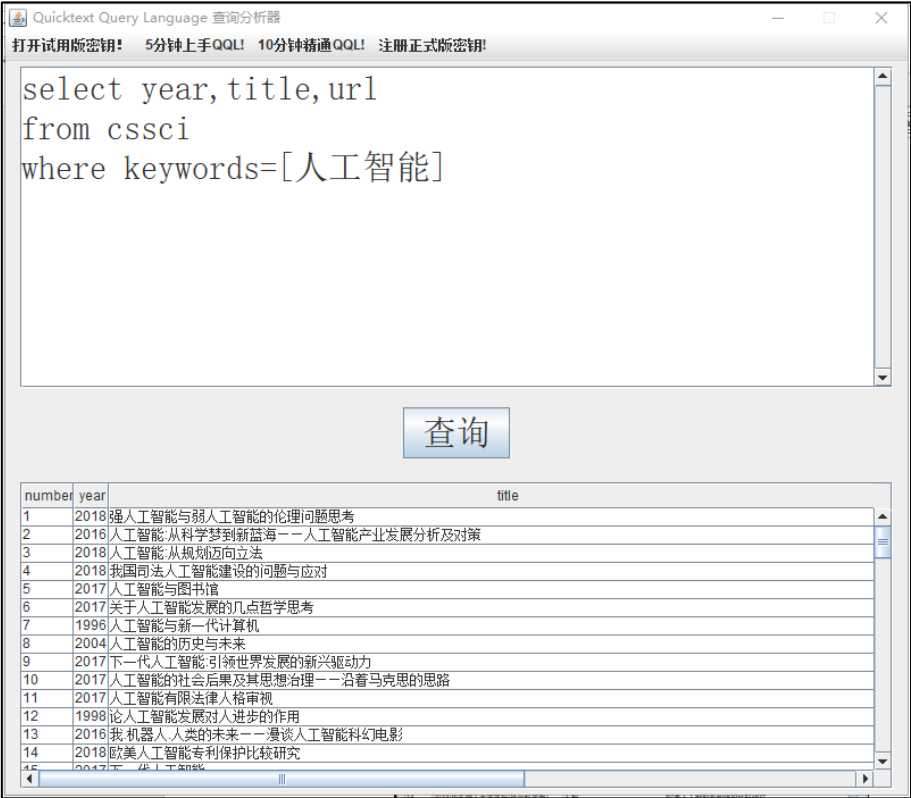 Quicktext Query Language 查询分析器
打开试用版密钥! 5分钟上手QQL! 10分钟精通QQL! 注册正式版密钥!
select year,title,url
from cssci
where keywords=[人工智能]
查询
number year title
1 2018 强人工智能与弱人工智能的伦理问题思考
2 2016 人工智能:从科学梦到新蓝海——人工智能产业发展分析及对策
3 2018 人工智能:从规划迈向立法
4 2018 我国司法人工智能建设的问题与应对
5 2017 人工智能与图书馆
6 2017 关于人工智能发展的几点哲学思考
7 1996 人工智能与新一代计算机
8 2004 人工智能的历史与未来
9 2017 下一代人工智能:引领世界发展的新兴驱动力
10 2017 人工智能的社会后果及其思想治理——沿着马克思的思路
11 2017 人工智能有限法律人格审视
12 1998 论人工智能发展对人进步的作用
13 2016 我.机器人.人类的未来——漫谈人工智能科幻电影
14 2018 欧美人工智能专利保护比较研究
15 2017 下一代人工智能